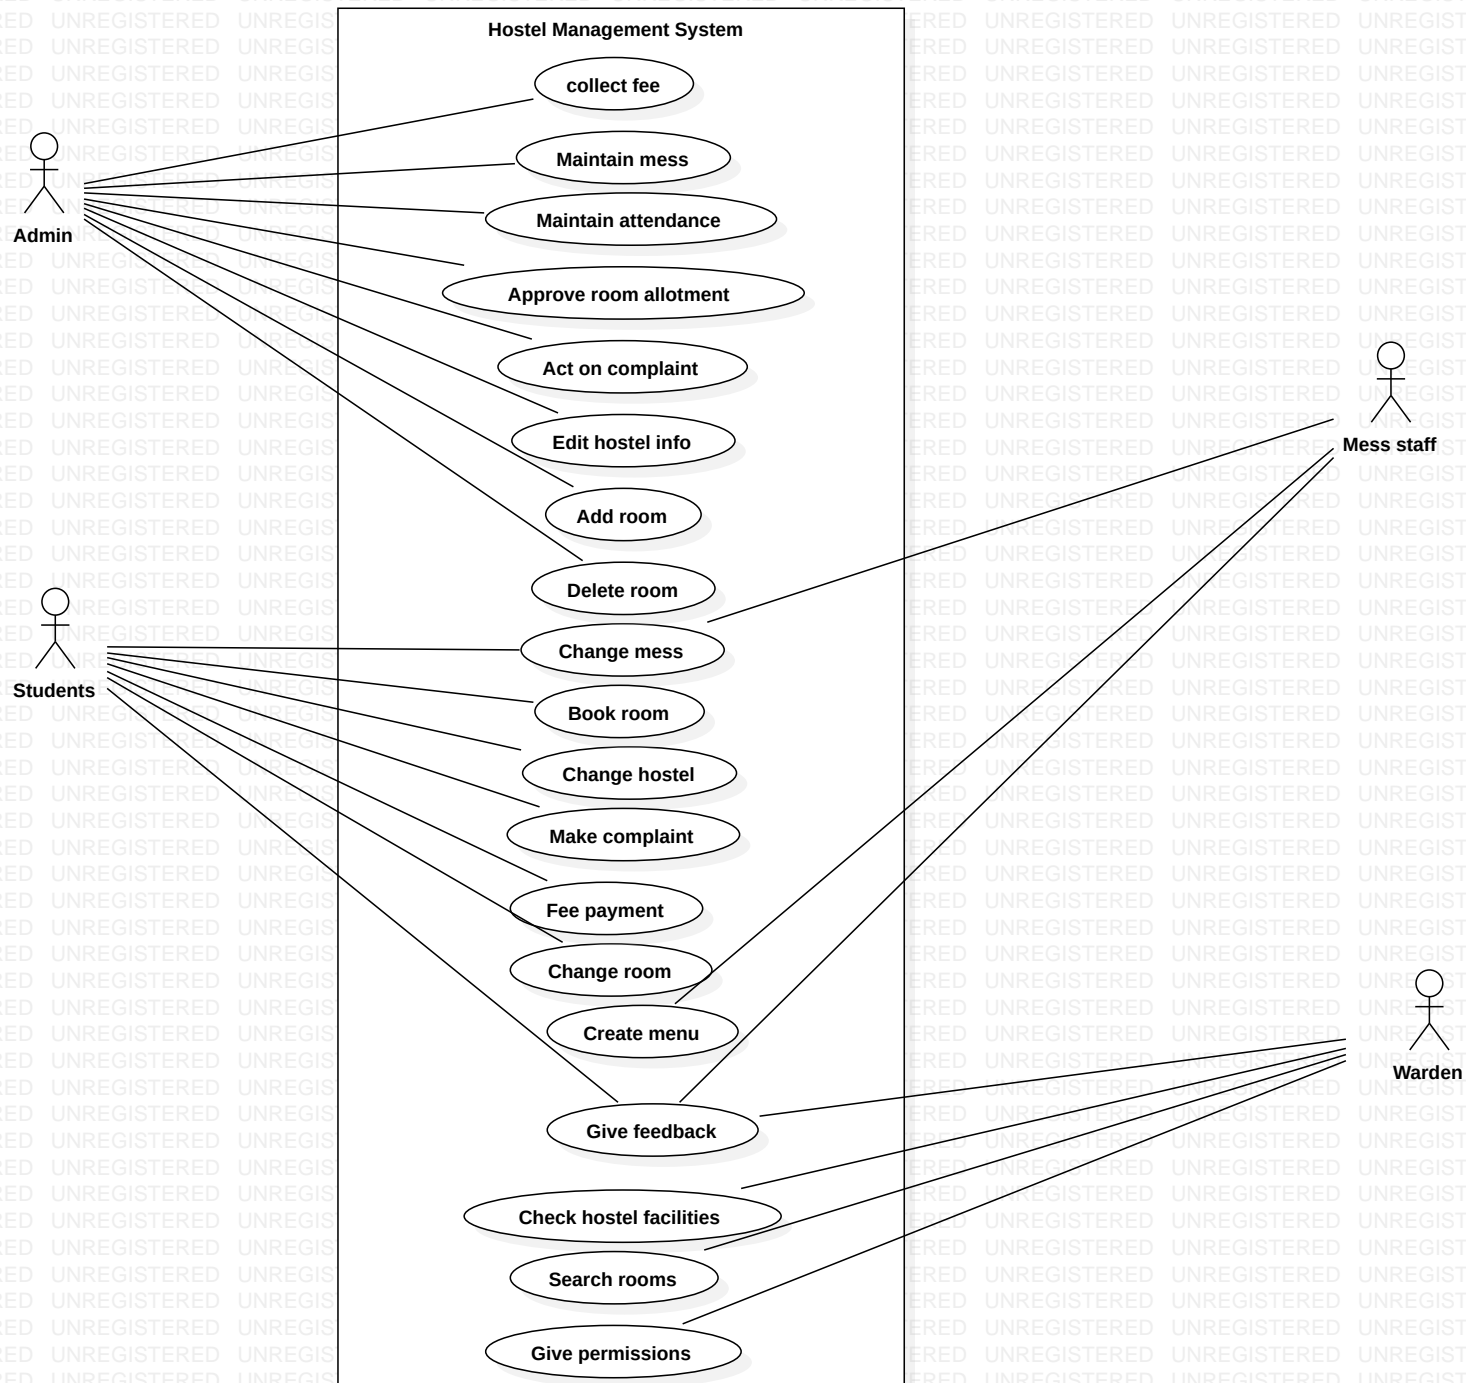 Hostel Management System
collect fee
Maintain mess
Maintain attendance
Admin
Approve room allotment
Act on complaint
Edit hostel info
Mess staff
Add room
Delete room
Change mess
Students
Book room
Change hostel
Make complaint
Fee payment
Change room
Create menu
Warden
Give feedback
Check hostel facilities
Search rooms
Give permissions
UNREGISTERED